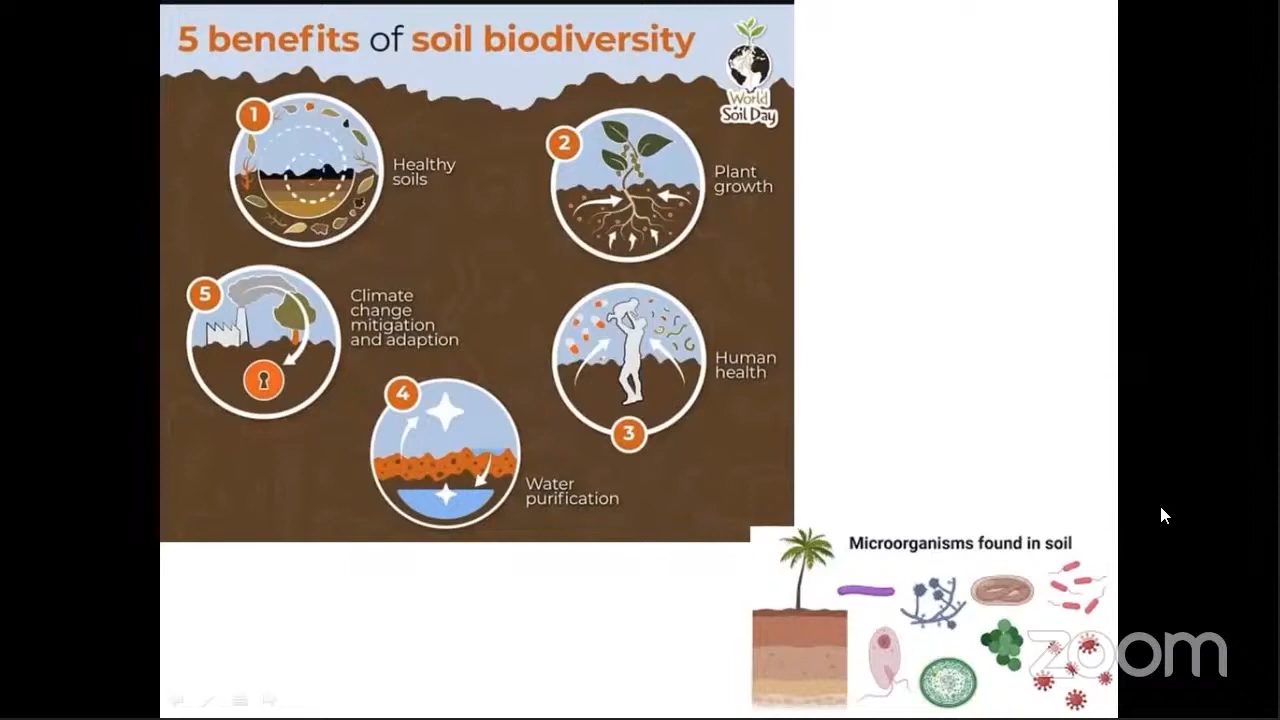 5 benefits of soil biodiversity
World
Soil Day
1
Healthy
soils
2
Plant
growth
5
Climate
change
mitigation
and adaption
Human
health
3
4
Water
purification
Microorganisms found in soil
zoom